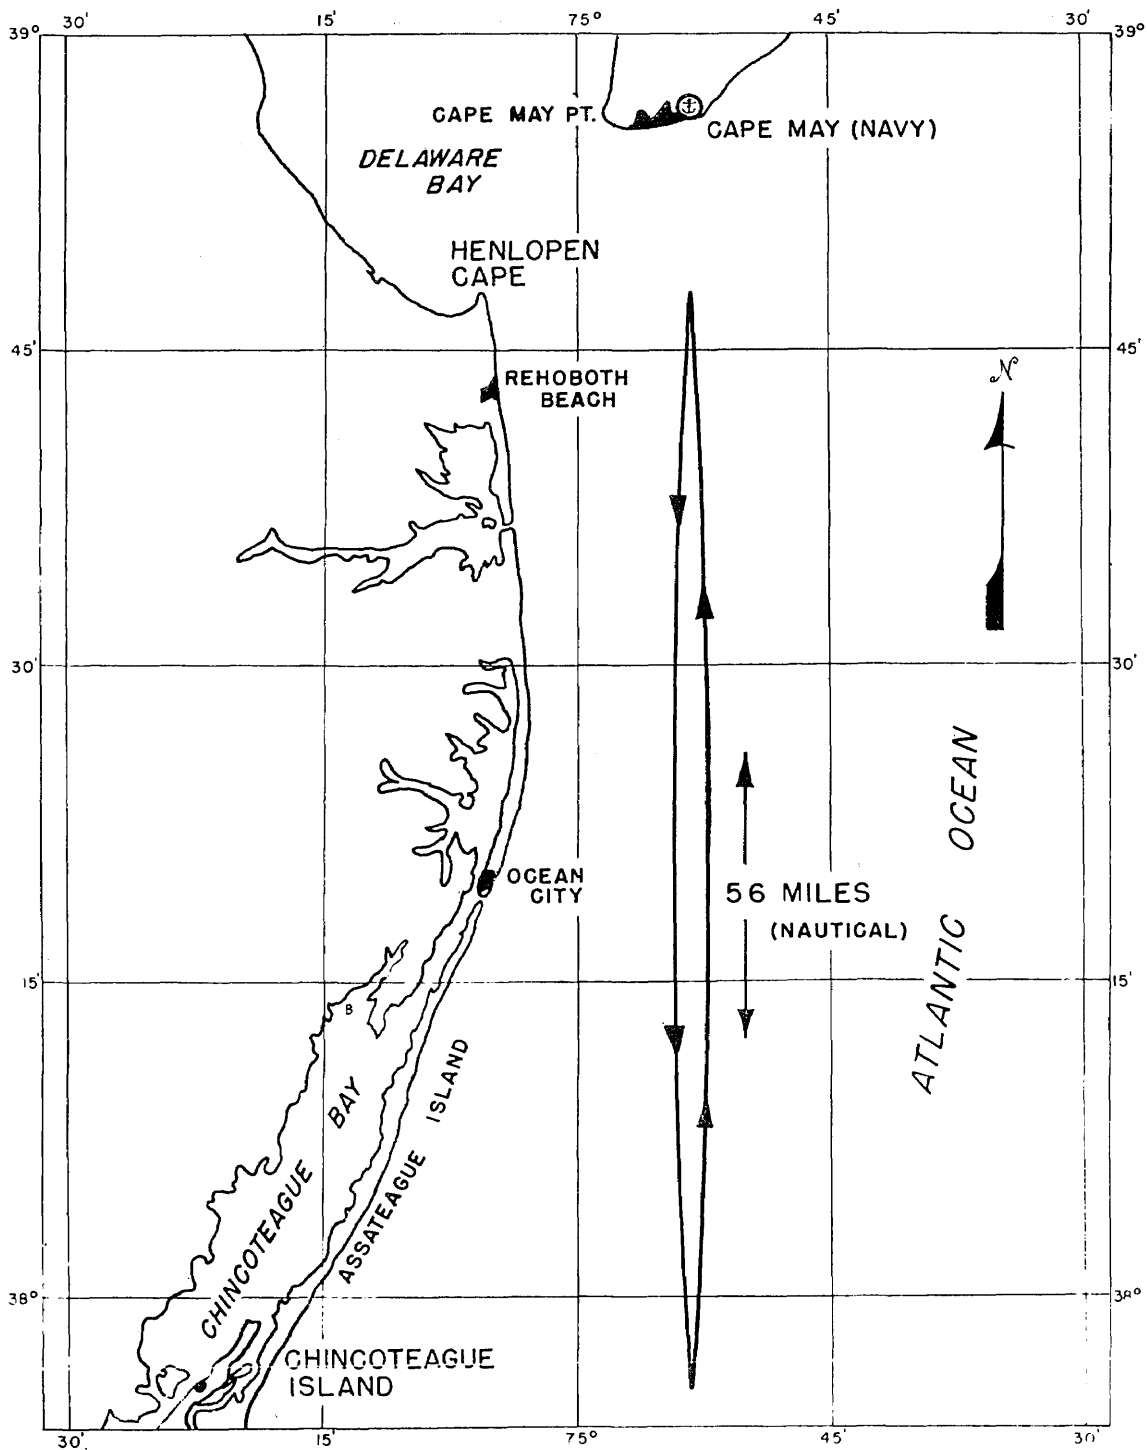 30' 15' 75° 45' 30'
39° 39°
CAPE MAY PT.
CAPE MAY (NAVY)
DELAWARE
BAY
HENLOPEN
CAPE
45' 45'
N
REHOBOTH
BEACH
30' 30'
ATLANTIC OCEAN
OCEAN
CITY
56 MILES
(NAUTICAL)
15' 15'
B
CHINCOTEAGUE BAY
ASSATEAGUE ISLAND
38° 38°
CHINCOTEAGUE
ISLAND
30' 15' 75° 45' 30'